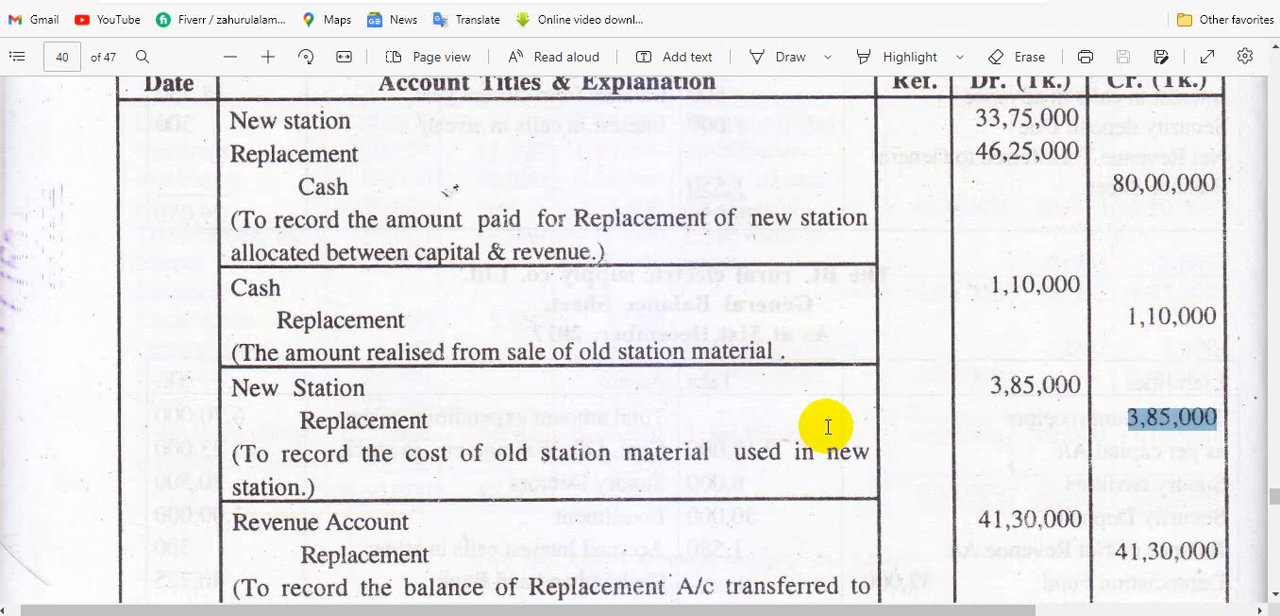 Gmail YouTube Fiverr / zahurulalam... Maps News Translate Online video downl... Other favorites
40 of 47 Page view Read aloud Add text Draw Highlight Erase
Date Account Titles & Explanation Ref. Dr. (Tk.) Cr. (Tk.)
New station 33,75,000
Replacement 46,25,000
Cash 80,00,000
(To record the amount paid for Replacement of new station
allocated between capital & revenue.)
Cash 1,10,000
Replacement 1,10,000
(The amount realised from sale of old station material .
New Station 3,85,000
Replacement 3,85,000
(To record the cost of old station material used in new
station.)
Revenue Account 41,30,000
Replacement 41,30,000
(To record the balance of Replacement A/c transferred to